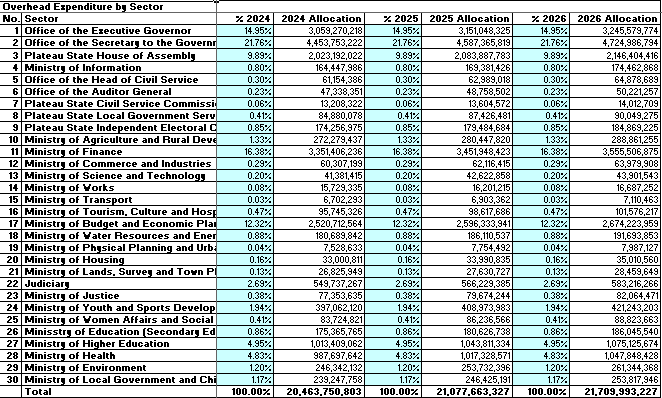 Overhead Expenditure by Sector
No. Sector % 2024 2024 Allocation % 2025 2025 Allocation % 2026 2026 Allocation
1 Office of the Executive Governor 14.95% 3,059,270,218 14.95% 3,151,048,325 14.95% 3,245,579,774
2 Office of the Secretary to the Governm 21.76% 4,453,753,222 21.76% 4,587,365,819 21.76% 4,724,986,794
3 Plateau State House of Assembly 9.89% 2,023,192,022 9.89% 2,083,887,783 9.89% 2,146,404,416
4 Ministry of Information 0.80% 164,447,986 0.80% 169,381,426 0.80% 174,462,868
5 Office of the Head of Civil Service 0.30% 61,154,386 0.30% 62,989,018 0.30% 64,878,689
6 Office of the Auditor General 0.23% 47,338,351 0.23% 48,758,502 0.23% 50,221,257
7 Plateau State Civil Service Commissi 0.06% 13,208,322 0.06% 13,604,572 0.06% 14,012,709
8 Plateau State Local Government Serv 0.41% 84,880,078 0.41% 87,426,481 0.41% 90,049,275
9 Plateau State Independent Electoral C 0.85% 174,256,975 0.85% 179,484,684 0.85% 184,869,225
10 Ministry of Agriculture and Rural Deve 1.33% 272,279,437 1.33% 280,447,820 1.33% 288,861,255
11 Ministry of Finance 16.38% 3,351,406,236 16.38% 3,451,948,423 16.38% 3,555,506,875
12 Ministry of Commerce and Industries 0.29% 60,307,199 0.29% 62,116,415 0.29% 63,979,908
13 Ministry of Science and Technology 0.20% 41,381,415 0.20% 42,622,858 0.20% 43,901,543
14 Ministry of Works 0.08% 15,729,335 0.08% 16,201,215 0.08% 16,687,252
15 Ministry of Transport 0.03% 6,702,293 0.03% 6,903,362 0.03% 7,110,463
16 Ministry of Tourism, Culture and Hosp 0.47% 95,745,326 0.47% 98,617,686 0.47% 101,576,217
17 Ministry of Budget and Economic Plan 12.32% 2,520,712,564 12.32% 2,596,333,941 12.32% 2,674,223,959
18 Ministry of Water Resources and Ener 0.88% 180,689,842 0.88% 186,110,537 0.88% 191,693,853
19 Ministry of Physical Planning and Urba 0.04% 7,528,633 0.04% 7,754,492 0.04% 7,987,127
20 Ministry of Housing 0.16% 33,000,811 0.16% 33,990,835 0.16% 35,010,560
21 Ministry of Lands, Survey and Town Pl 0.13% 26,825,949 0.13% 27,630,727 0.13% 28,459,649
22 Judiciary 2.69% 549,737,267 2.69% 566,229,385 2.69% 583,216,266
23 Ministry of Justice 0.38% 77,353,635 0.38% 79,674,244 0.38% 82,064,471
24 Ministry of Youth and Sports Develop 1.94% 397,062,120 1.94% 408,973,983 1.94% 421,243,203
25 Ministry of Women Affairs and Social 0.41% 83,724,821 0.41% 86,236,566 0.41% 88,823,663
26 Minisstry of Education (Secondary Ed 0.86% 175,365,765 0.86% 180,626,738 0.86% 186,045,540
27 Ministry of Higher Education 4.95% 1,013,409,062 4.95% 1,043,811,334 4.95% 1,075,125,674
28 Ministry of Health 4.83% 987,697,642 4.83% 1,017,328,571 4.83% 1,047,848,428
29 Ministry of Environment 1.20% 246,342,132 1.20% 253,732,396 1.20% 261,344,368
30 Ministry of Local Government and Chi 1.17% 239,247,758 1.17% 246,425,191 1.17% 253,817,946
Total 100.00% 20,463,750,803 100.00% 21,077,663,327 100.00% 21,709,993,227